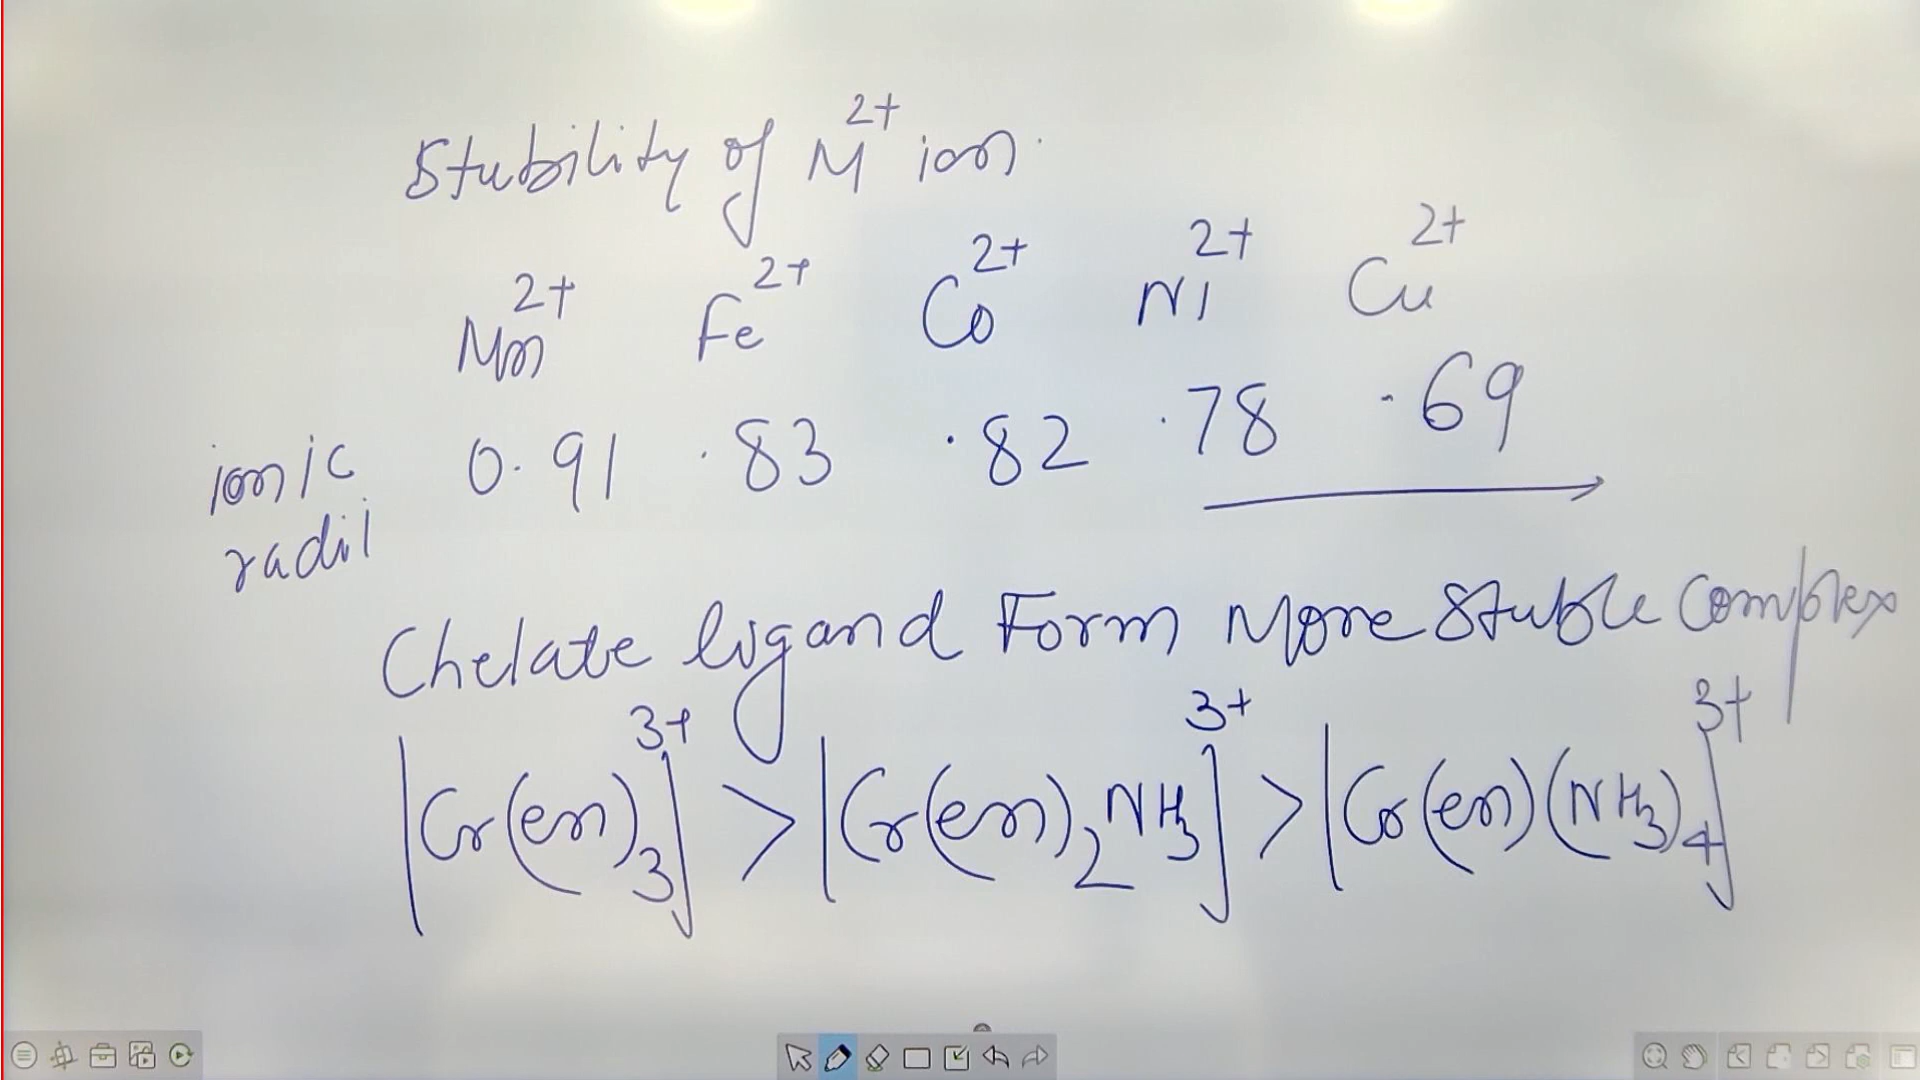 Stability of M²⁺ ion.
Mn²⁺ Fe²⁺ Co²⁺ Ni²⁺ Cu²⁺
ionic radii 0.91 .83 .82 .78 .69
Chelate ligand Form More Stable Complex
[Cr(en)₃]³⁺ > [Cr(en)₂NH₃]³⁺ > [Cr(en)(NH₃)₄]³⁺